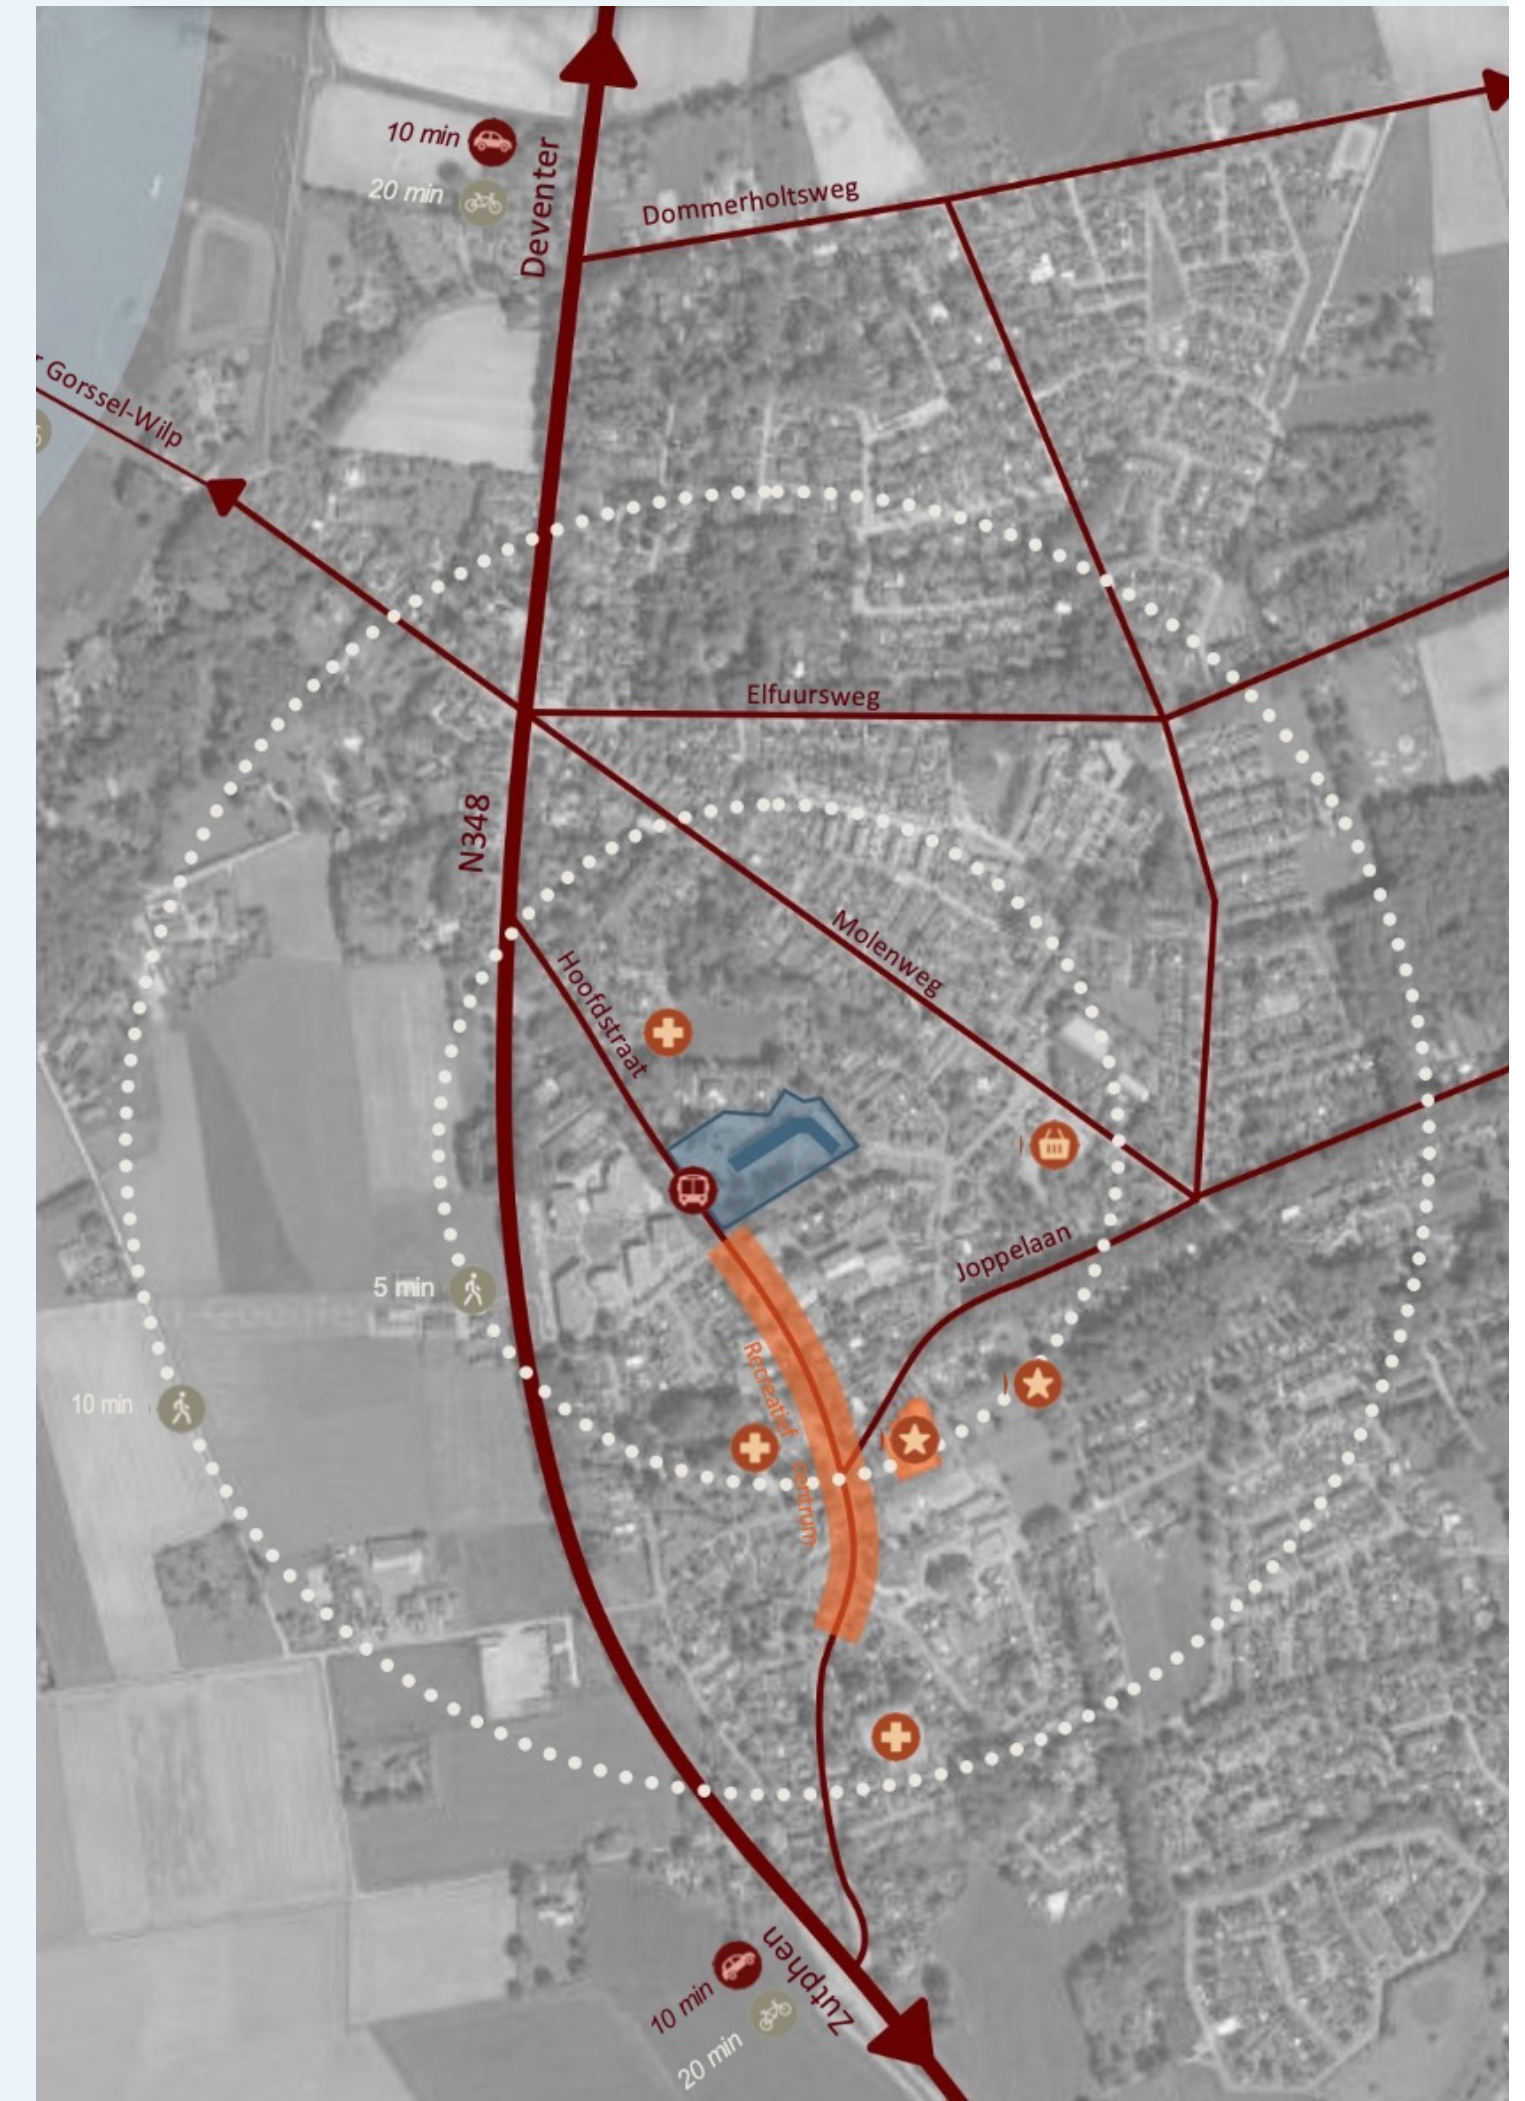 10 min
20 min
Deventer
Dommerholtsweg
r Gorssel-Wilp
Elfuursweg
N348
Molenweg
Hoofdstraat
Joppelaan
5 min
10 min
Recreatief centrum
Zutphen
10 min
20 min